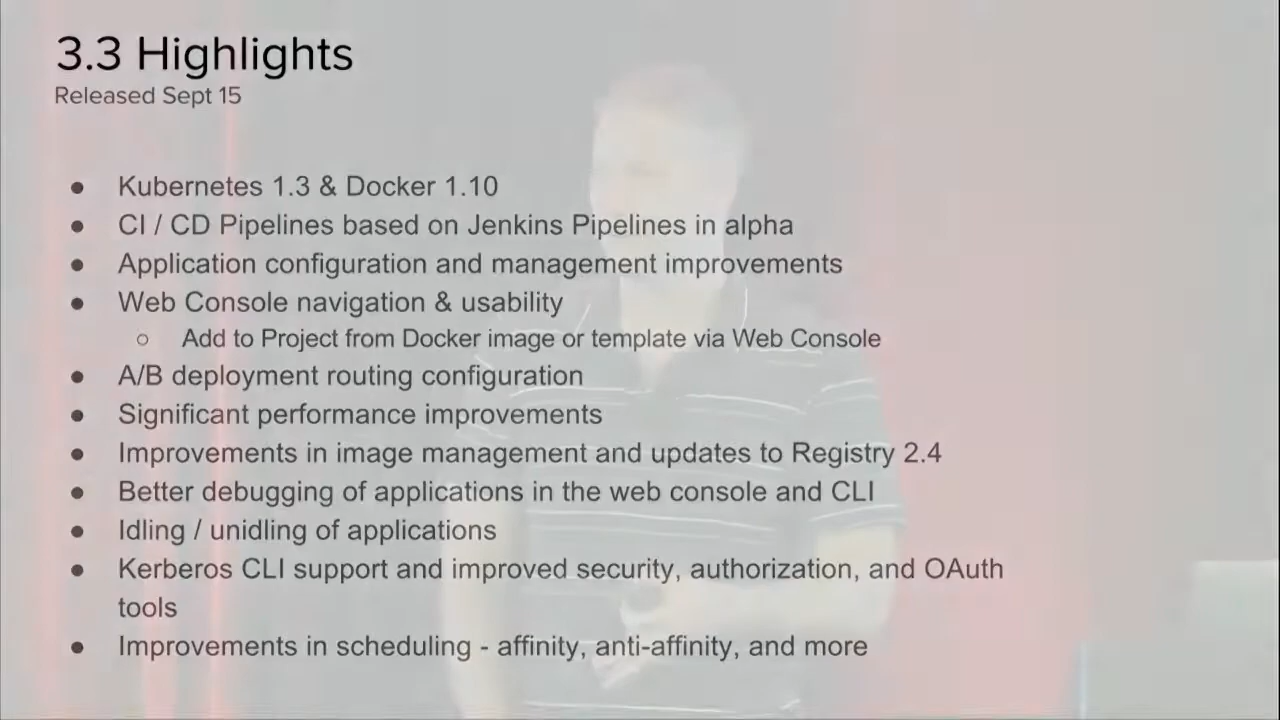 3.3 Highlights
Released Sept 15
● Kubernetes 1.3 & Docker 1.10
● CI / CD Pipelines based on Jenkins Pipelines in alpha
● Application configuration and management improvements
● Web Console navigation & usability
○ Add to Project from Docker image or template via Web Console
● A/B deployment routing configuration
● Significant performance improvements
● Improvements in image management and updates to Registry 2.4
● Better debugging of applications in the web console and CLI
● Idling / unidling of applications
● Kerberos CLI support and improved security, authorization, and OAuth
tools
● Improvements in scheduling - affinity, anti-affinity, and more